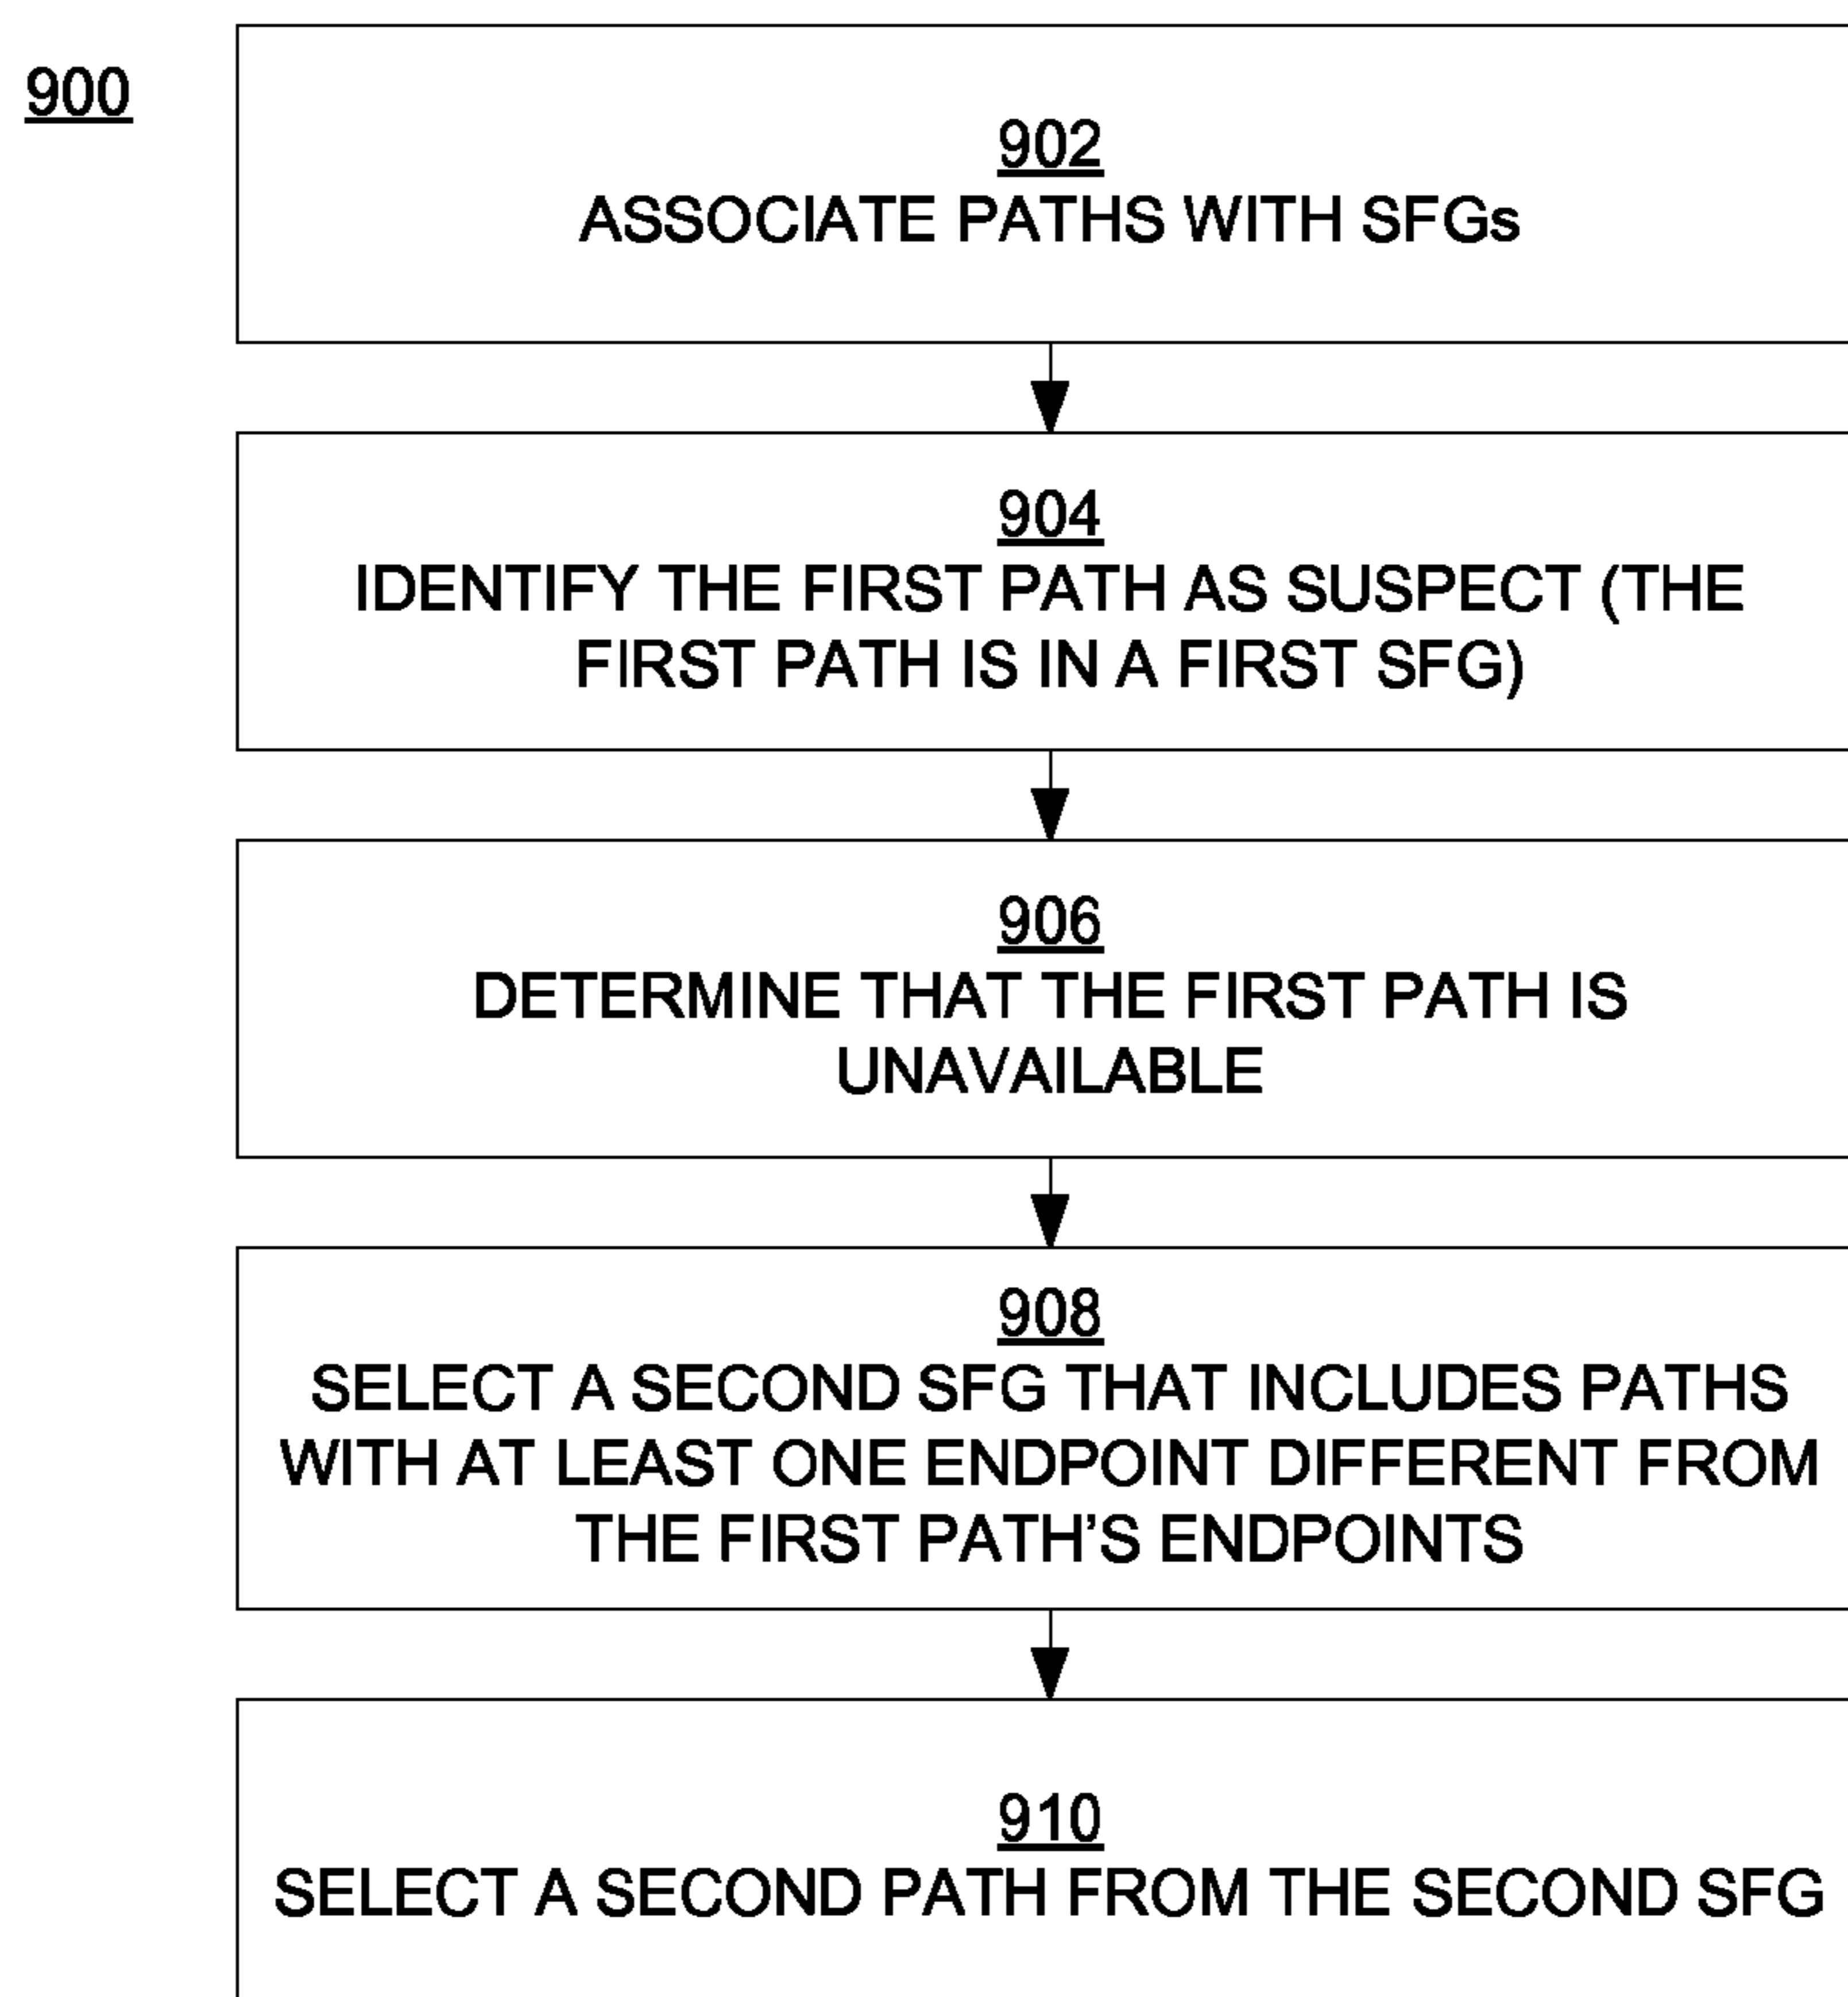 900
902
ASSOCIATE PATHS WITH SFGs
904
IDENTIFY THE FIRST PATH AS SUSPECT (THE
FIRST PATH IS IN A FIRST SFG)
906
DETERMINE THAT THE FIRST PATH IS
UNAVAILABLE
908
SELECT A SECOND SFG THAT INCLUDES PATHS
WITH AT LEAST ONE ENDPOINT DIFFERENT FROM
THE FIRST PATH'S ENDPOINTS
910
SELECT A SECOND PATH FROM THE SECOND SFG